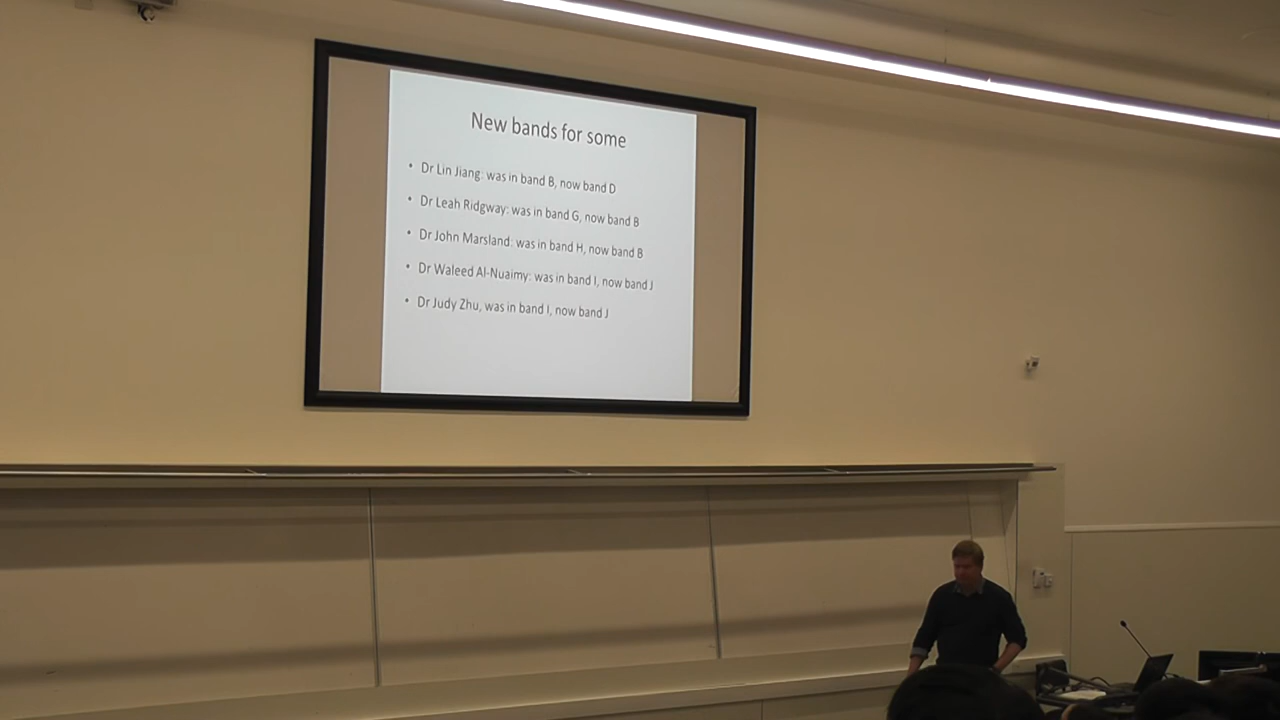 New bands for some
• Dr Lin Jiang: was in band B, now band D
• Dr Leah Ridgway: was in band G, now band B
• Dr John Marsland: was in band H, now band B
• Dr Waleed Al-Nuaimy: was in band I, now band J
• Dr Judy Zhu, was in band I, now band J